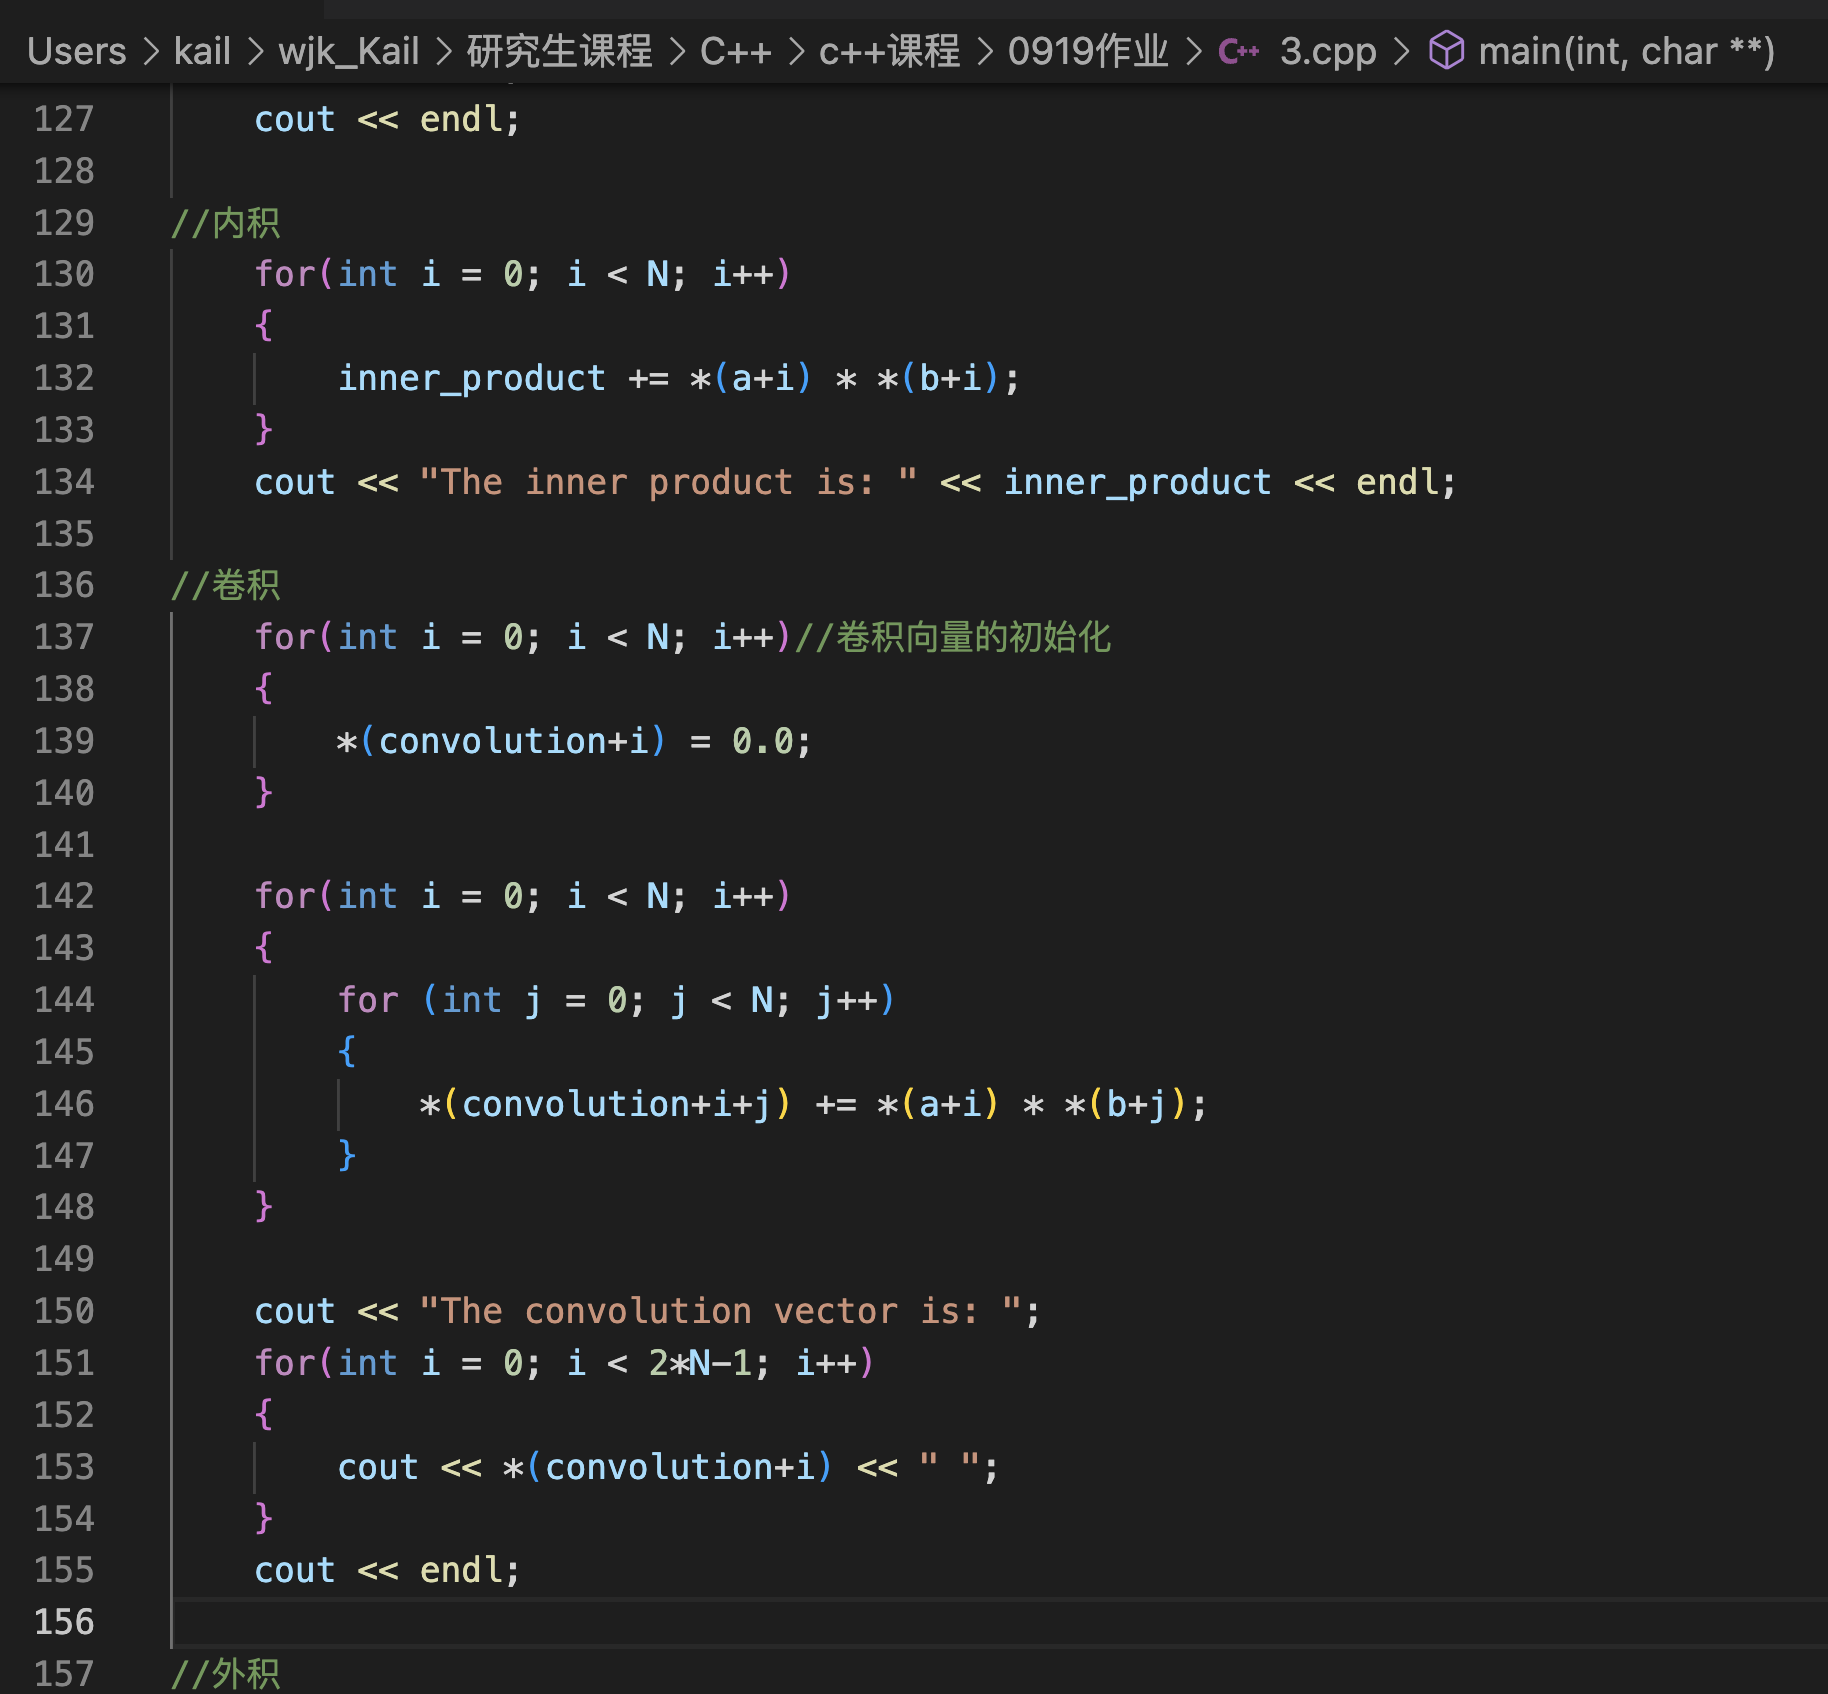 Users > kail > wjk_Kail > 研究生课程 > C++ > c++课程 > 0919作业 > C++ 3.cpp > main(int, char **)
127 cout << endl;
128
129 //内积
130 for(int i = 0; i < N; i++)
131 {
132 inner_product += *(a+i) * *(b+i);
133 }
134 cout << "The inner product is: " << inner_product << endl;
135
136 //卷积
137 for(int i = 0; i < N; i++)//卷积向量的初始化
138 {
139 *(convolution+i) = 0.0;
140 }
141
142 for(int i = 0; i < N; i++)
143 {
144 for (int j = 0; j < N; j++)
145 {
146 *(convolution+i+j) += *(a+i) * *(b+j);
147 }
148 }
149
150 cout << "The convolution vector is: ";
151 for(int i = 0; i < 2*N-1; i++)
152 {
153 cout << *(convolution+i) << " ";
154 }
155 cout << endl;
156
157 //外积